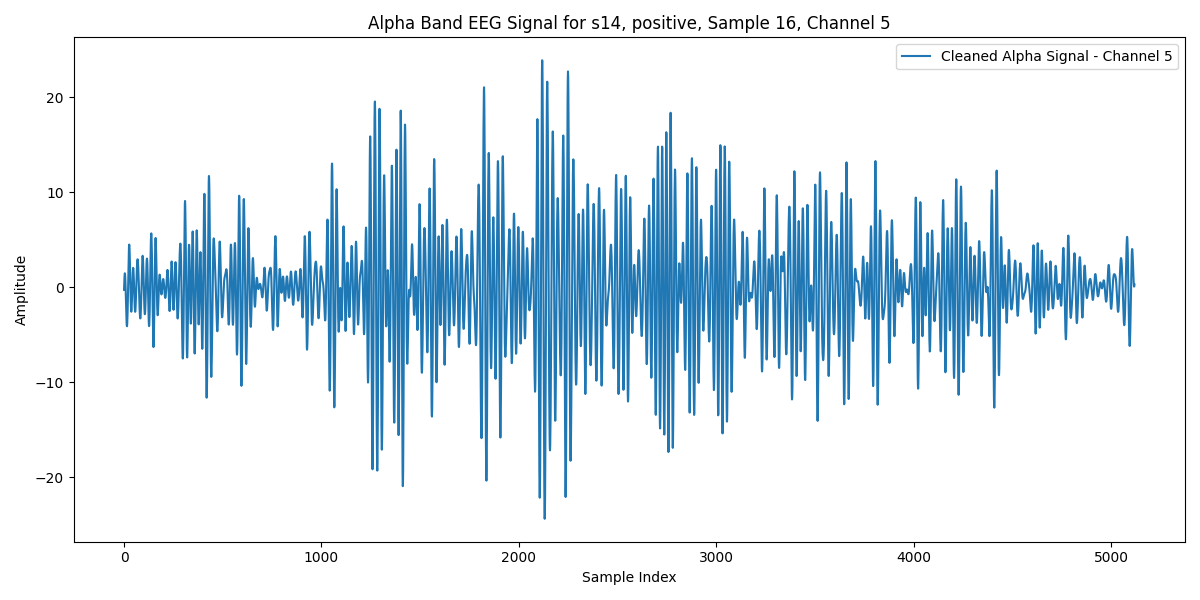 Alpha Band EEG Signal for s14, positive, Sample 16, Channel 5
Cleaned Alpha Signal - Channel 5
Amplitude
20
10
0
−10
−20
0 1000 2000 3000 4000 5000
Sample Index